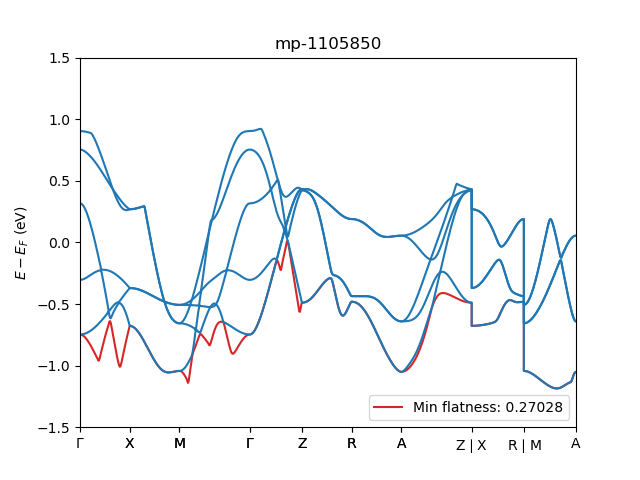 mp-1105850
E − E_F (eV)
1.5
1.0
0.5
0.0
−0.5
−1.0
−1.5
Γ X M Γ Z R A Z | X R | M A
Min flatness: 0.27028